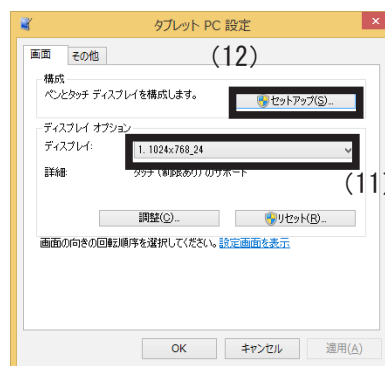 タブレット PC 設定
画面 その他
(12)
構成
ペンとタッチ ディスプレイを構成します。
セットアップ(S)...
ディスプレイ オプション
ディスプレイ: 1. 1024x768_24
詳細: タッチ (制限あり) のサポート
(11)
調整(C)... リセット(R)...
画面の向きの回転順序を選択してください。設定画面を表示
OK キャンセル 適用(A)